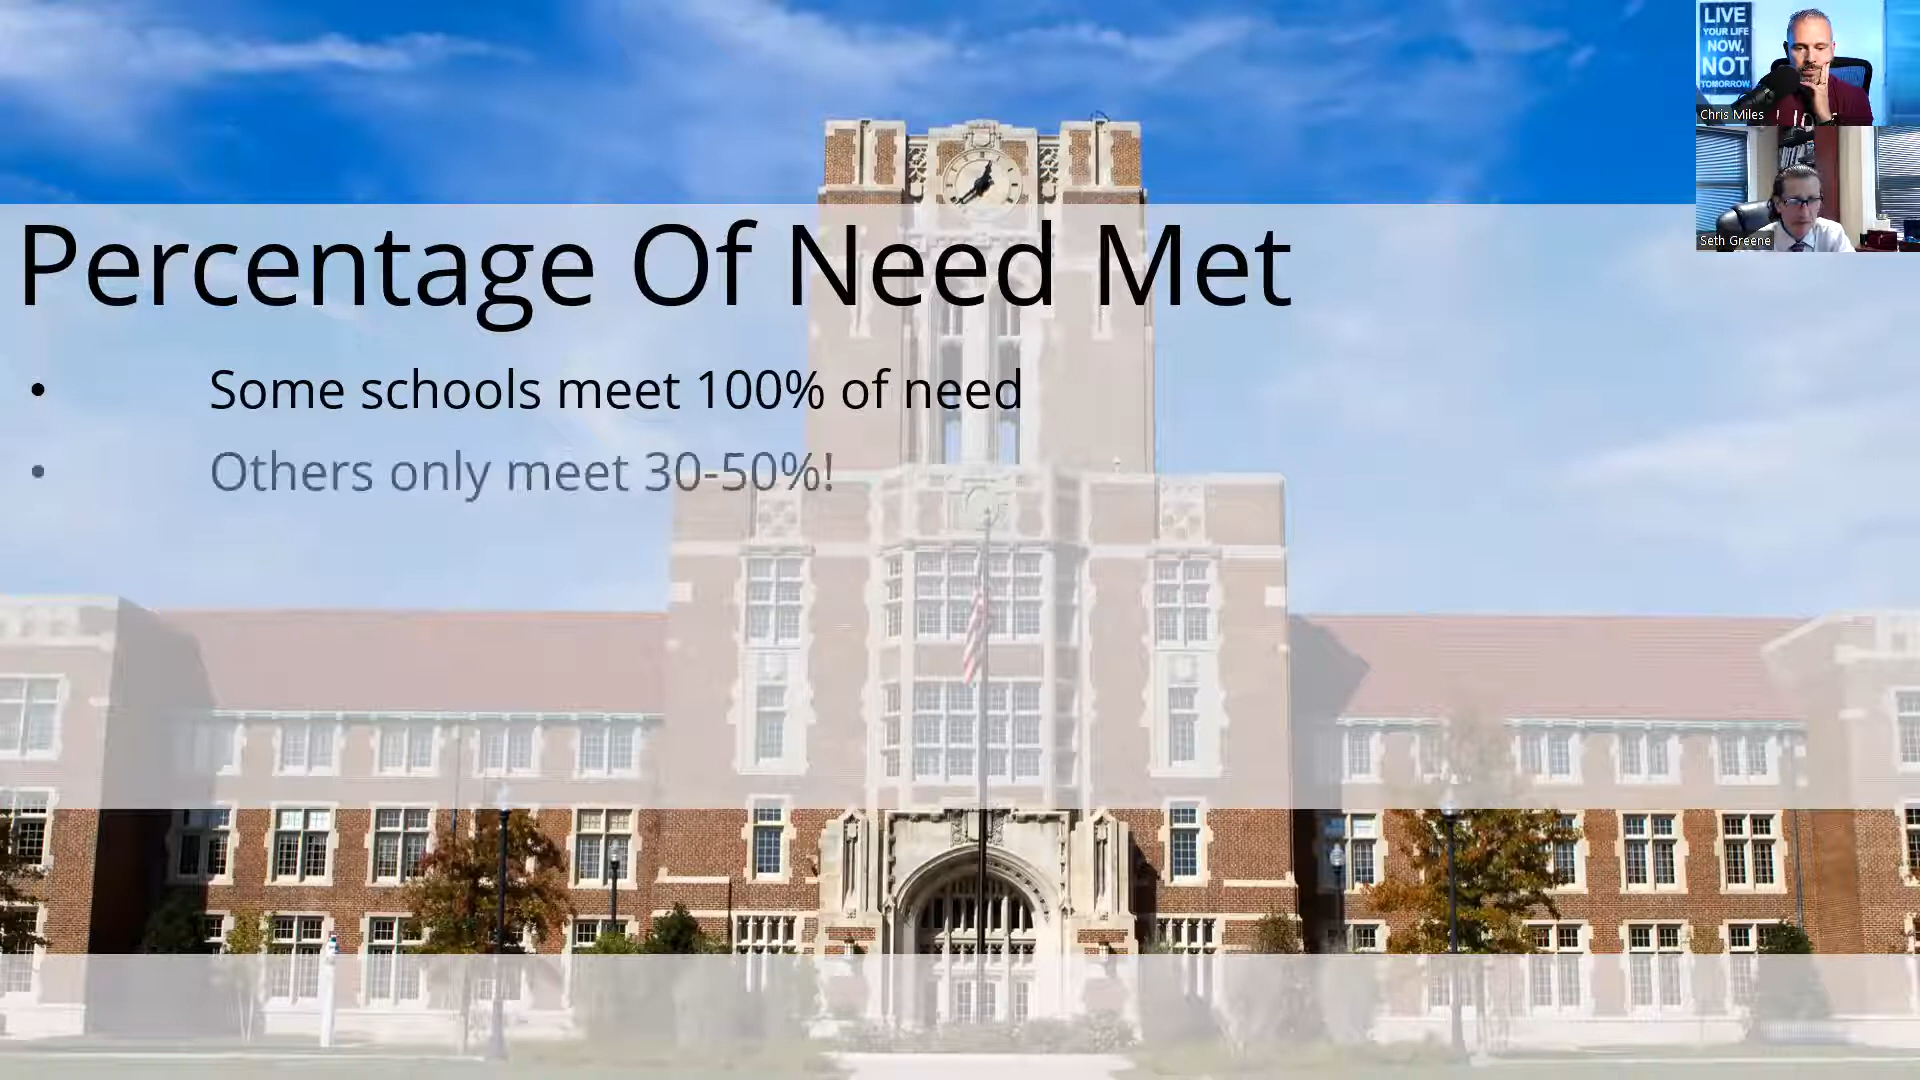 Percentage Of Need Met
• Some schools meet 100% of need
• Others only meet 30-50%!
LIVE
YOUR LIFE
NOW,
NOT
TOMORROW
Chris Miles
Seth Greene